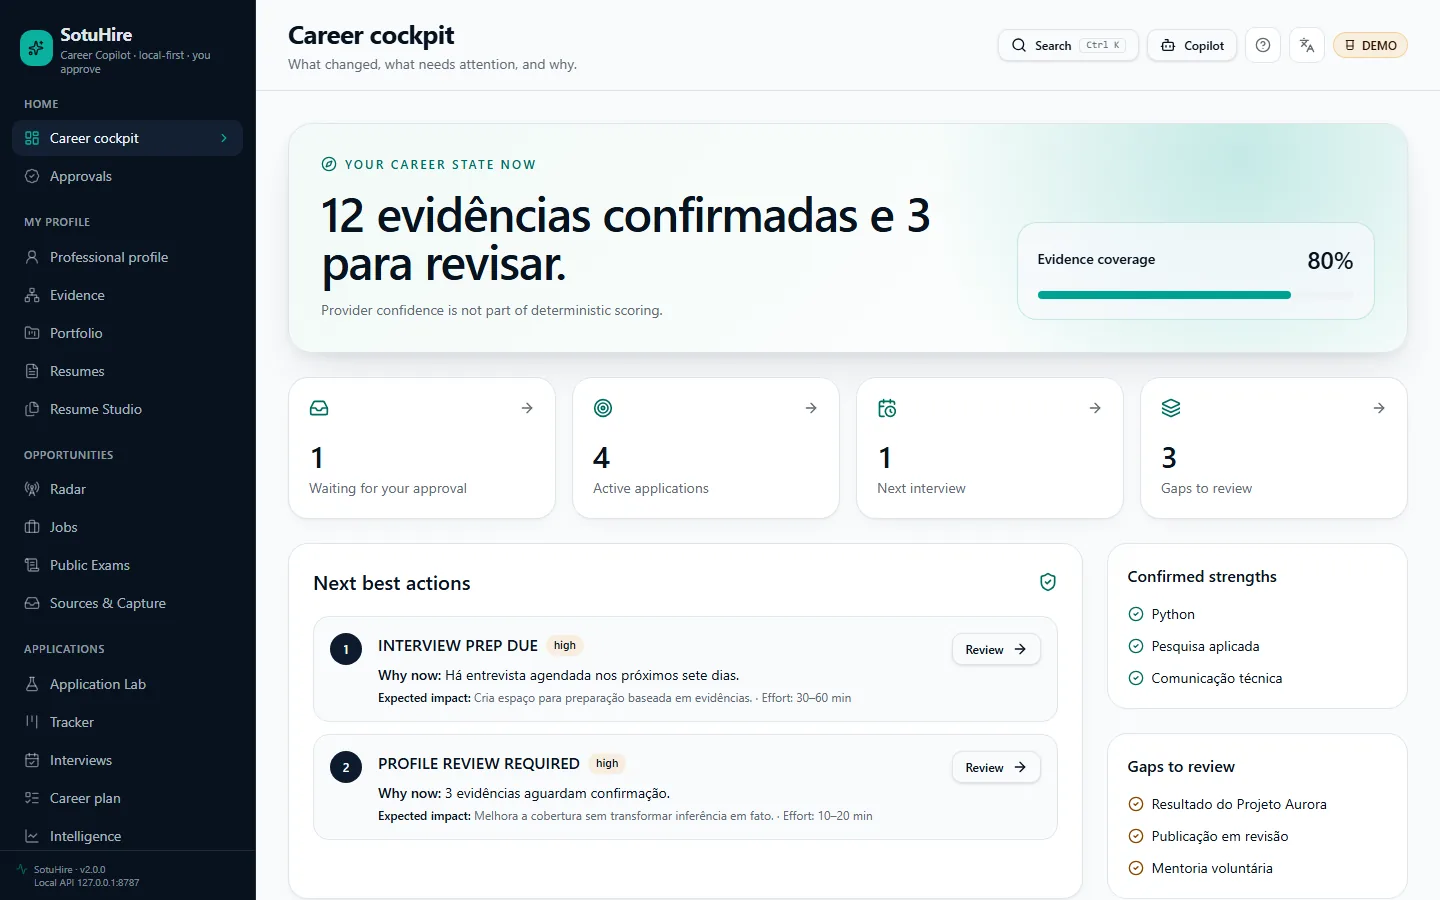 SotuHire
Career Copilot · local-first · you
approve
HOME
Career cockpit
Approvals
MY PROFILE
Professional profile
Evidence
Portfolio
Resumes
Resume Studio
OPPORTUNITIES
Radar
Jobs
Public Exams
Sources & Capture
APPLICATIONS
Application Lab
Tracker
Interviews
Career plan
Intelligence
SotuHire · v2.0.0
Local API 127.0.0.1:8787
Career cockpit
What changed, what needs attention, and why.
Search Ctrl K
Copilot
DEMO
YOUR CAREER STATE NOW
12 evidências confirmadas e 3
para revisar.
Provider confidence is not part of deterministic scoring.
Evidence coverage 80%
1
Waiting for your approval
4
Active applications
1
Next interview
3
Gaps to review
Next best actions
1 INTERVIEW PREP DUE high
Why now: Há entrevista agendada nos próximos sete dias.
Expected impact: Cria espaço para preparação baseada em evidências. · Effort: 30–60 min
Review
2 PROFILE REVIEW REQUIRED high
Why now: 3 evidências aguardam confirmação.
Expected impact: Melhora a cobertura sem transformar inferência em fato. · Effort: 10–20 min
Review
Confirmed strengths
Python
Pesquisa aplicada
Comunicação técnica
Gaps to review
Resultado do Projeto Aurora
Publicação em revisão
Mentoria voluntária